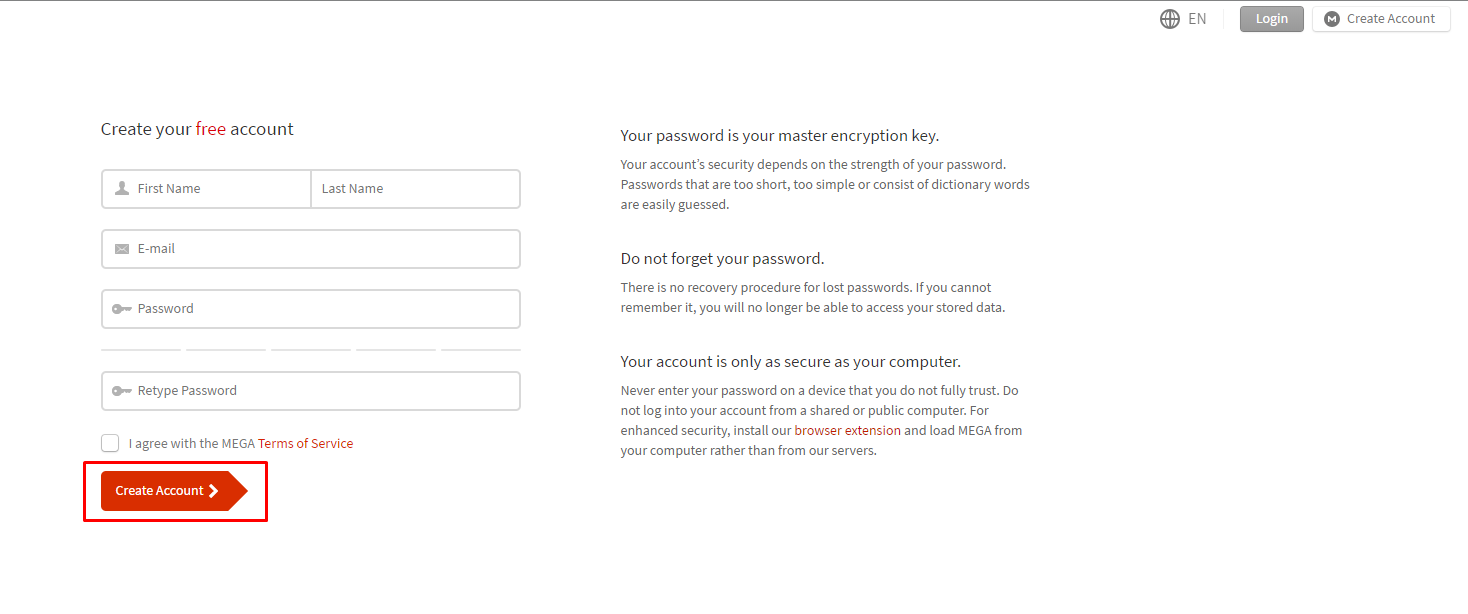 EN
Login
Create Account
Create your free account
First Name
Last Name
E-mail
Password
Retype Password
I agree with the MEGA Terms of Service
Create Account
Your password is your master encryption key.
Your account’s security depends on the strength of your password.
Passwords that are too short, too simple or consist of dictionary words
are easily guessed.
Do not forget your password.
There is no recovery procedure for lost passwords. If you cannot
remember it, you will no longer be able to access your stored data.
Your account is only as secure as your computer.
Never enter your password on a device that you do not fully trust. Do
not log into your account from a shared or public computer. For
enhanced security, install our browser extension and load MEGA from
your computer rather than from our servers.